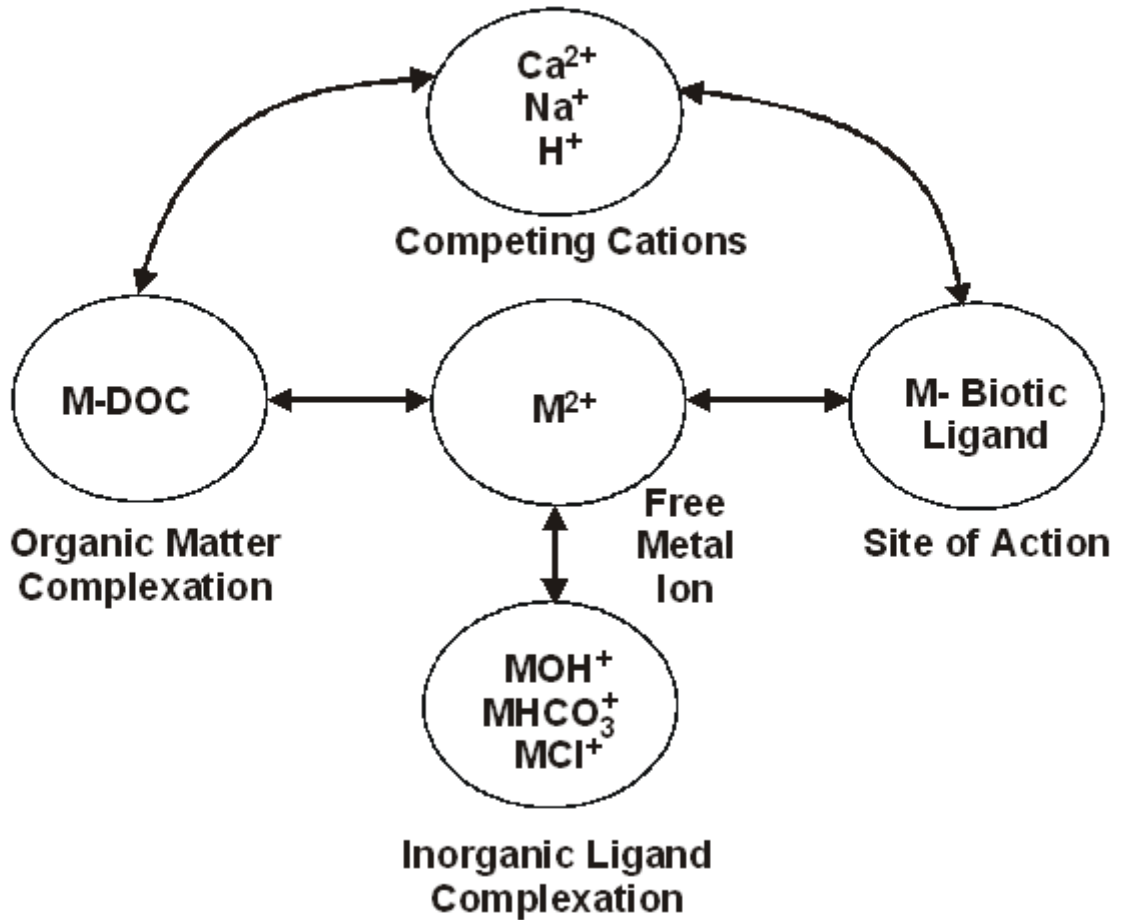 Ca²⁺
Na⁺
H⁺
Competing Cations
M-DOC
Organic Matter
Complexation
M²⁺
Free
Metal
Ion
M- Biotic
Ligand
Site of Action
MOH⁺
MHCO₃⁺
MCl⁺
Inorganic Ligand
Complexation